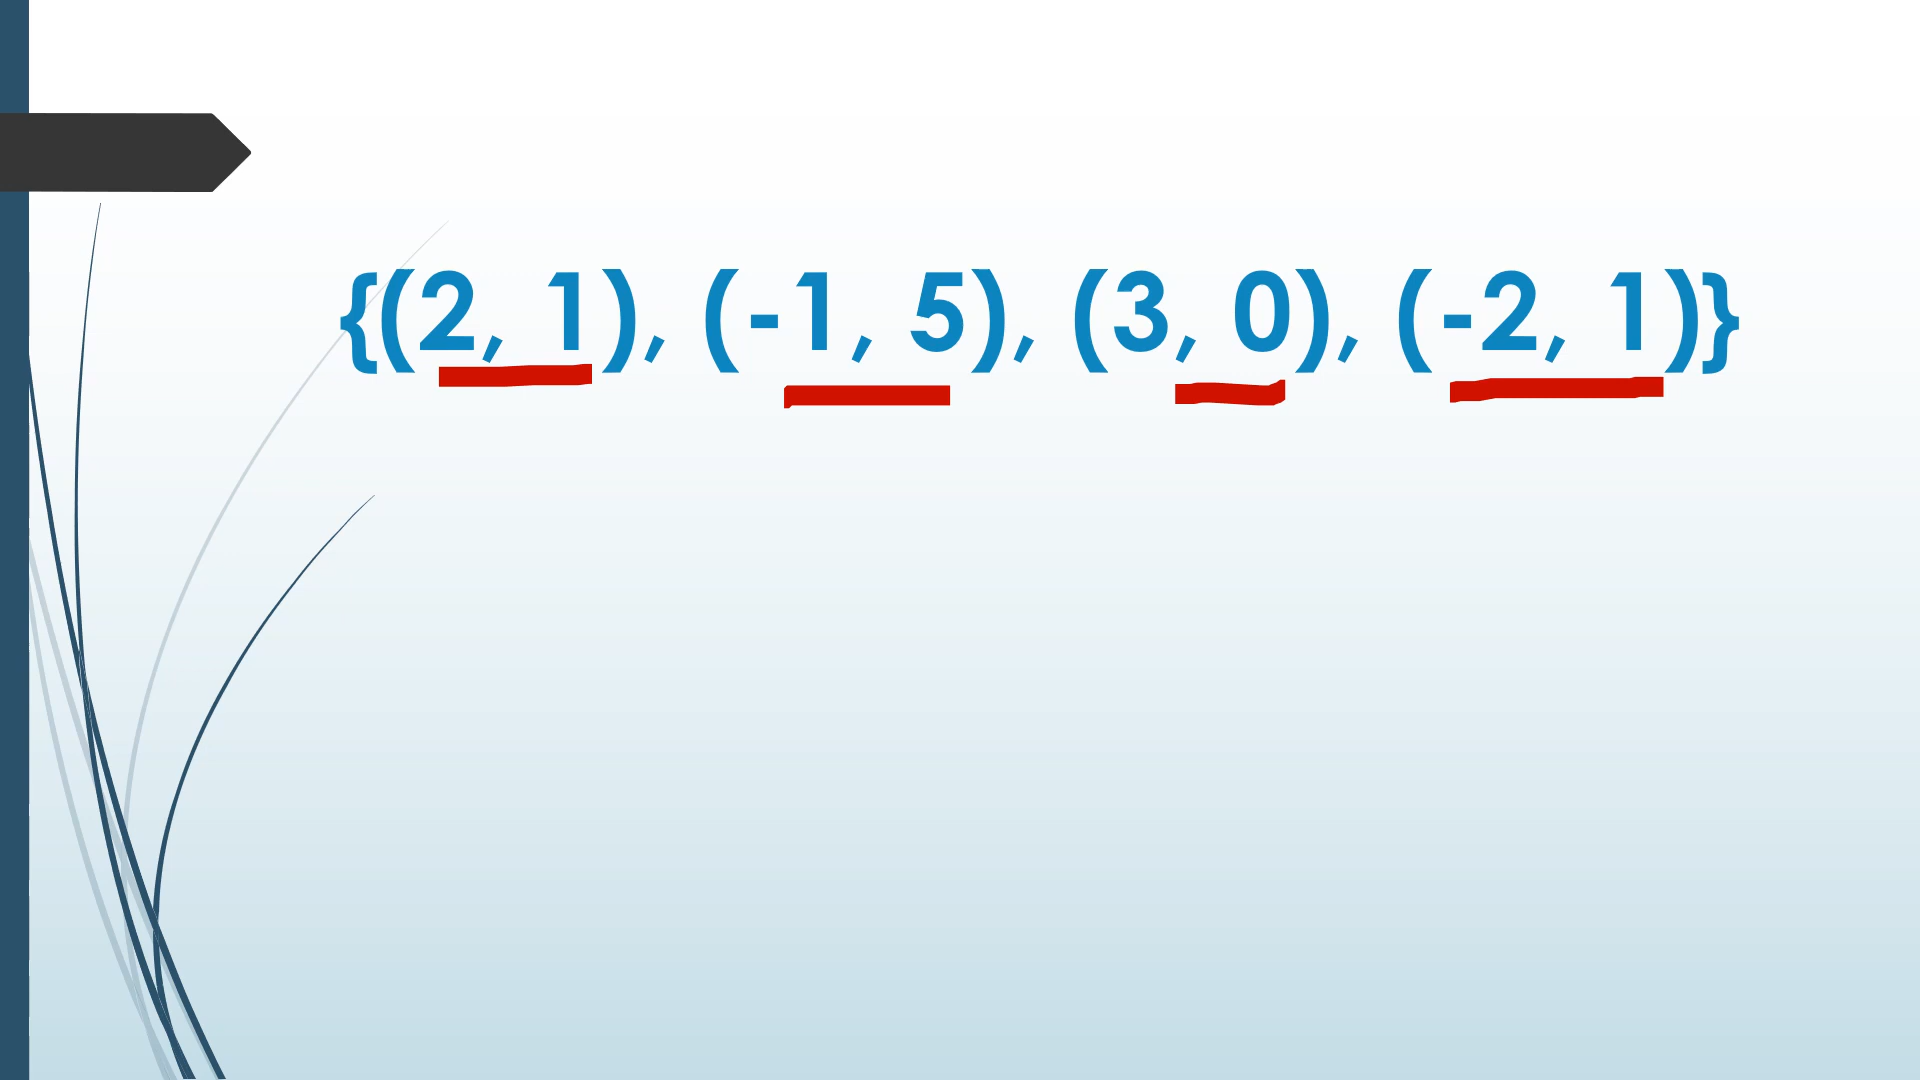 {(2, 1), (-1, 5), (3, 0), (-2, 1)}